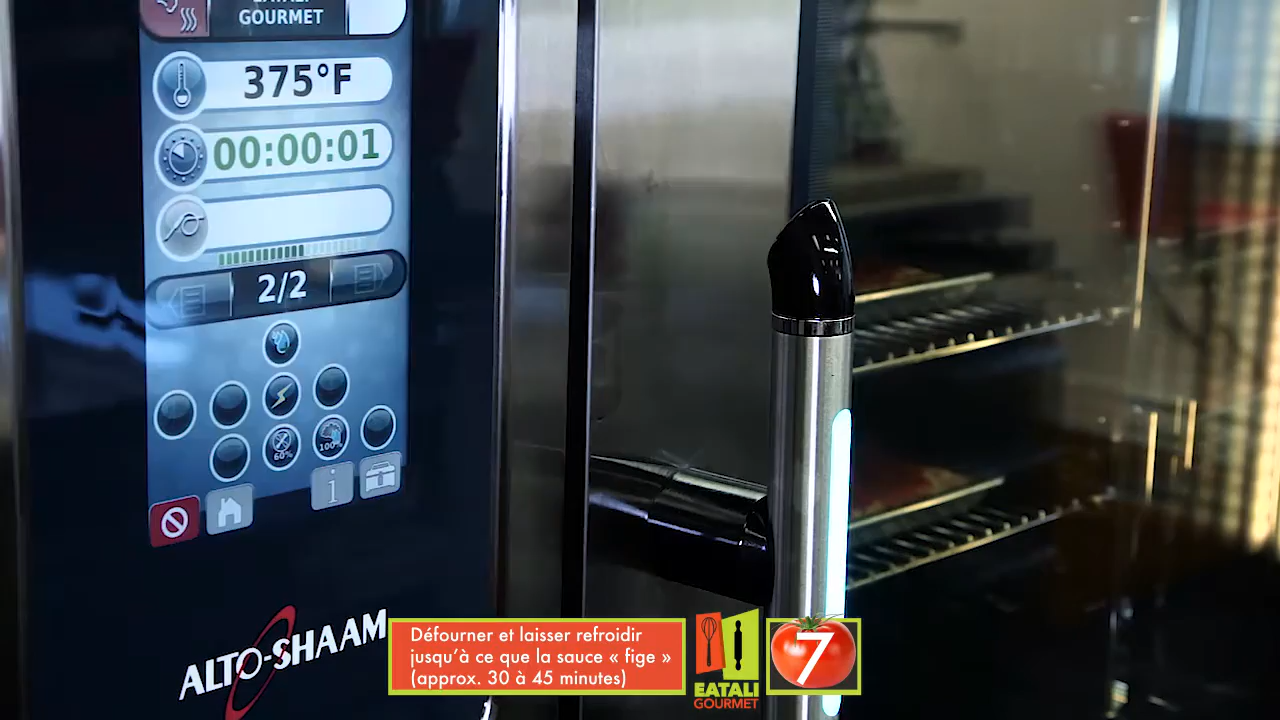 GOURMET
375°F
00:00:01
2/2
60%
100%
i
ALTO-SHAAM
Défourner et laisser refroidir
jusqu'à ce que la sauce « fige »
(approx. 30 à 45 minutes)
EATALI
GOURMET
7